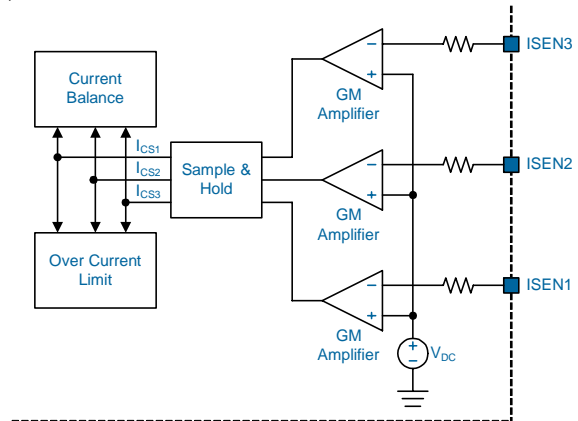 ISEN3
GM
Amplifier
Current
Balance
ICS1
ICS2
ICS3
Sample &
Hold
ISEN2
GM
Amplifier
Over Current
Limit
ISEN1
GM
Amplifier
VDC